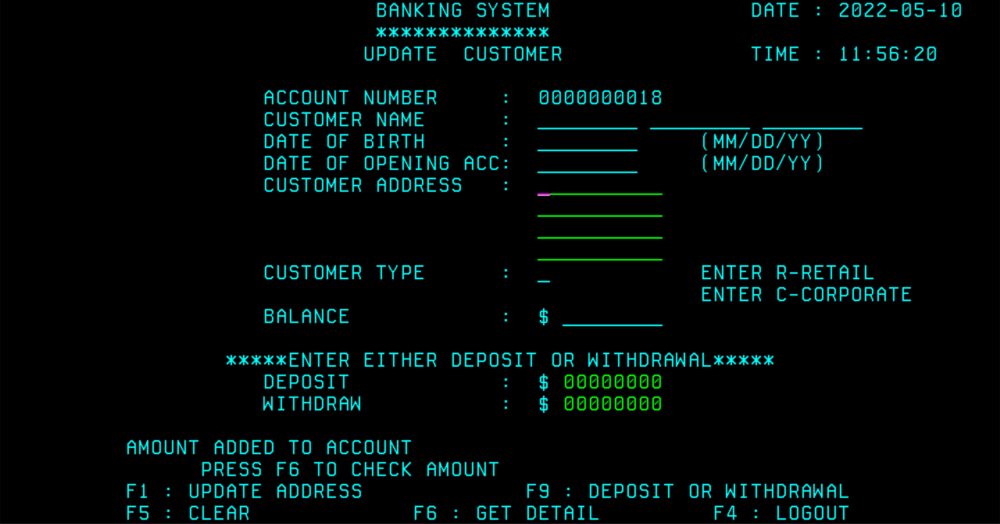 BANKING SYSTEM DATE : 2022-05-10
**************
UPDATE CUSTOMER TIME : 11:56:20
ACCOUNT NUMBER : 0000000018
CUSTOMER NAME : ________ ________ ________
DATE OF BIRTH : ________ (MM/DD/YY)
DATE OF OPENING ACC: ________ (MM/DD/YY)
CUSTOMER ADDRESS : __________
__________
__________
__________
CUSTOMER TYPE : _ ENTER R-RETAIL
ENTER C-CORPORATE
BALANCE : $ ________
*****ENTER EITHER DEPOSIT OR WITHDRAWAL*****
DEPOSIT : $ 00000000
WITHDRAW : $ 00000000
AMOUNT ADDED TO ACCOUNT
PRESS F6 TO CHECK AMOUNT
F1 : UPDATE ADDRESS F9 : DEPOSIT OR WITHDRAWAL
F5 : CLEAR F6 : GET DETAIL F4 : LOGOUT